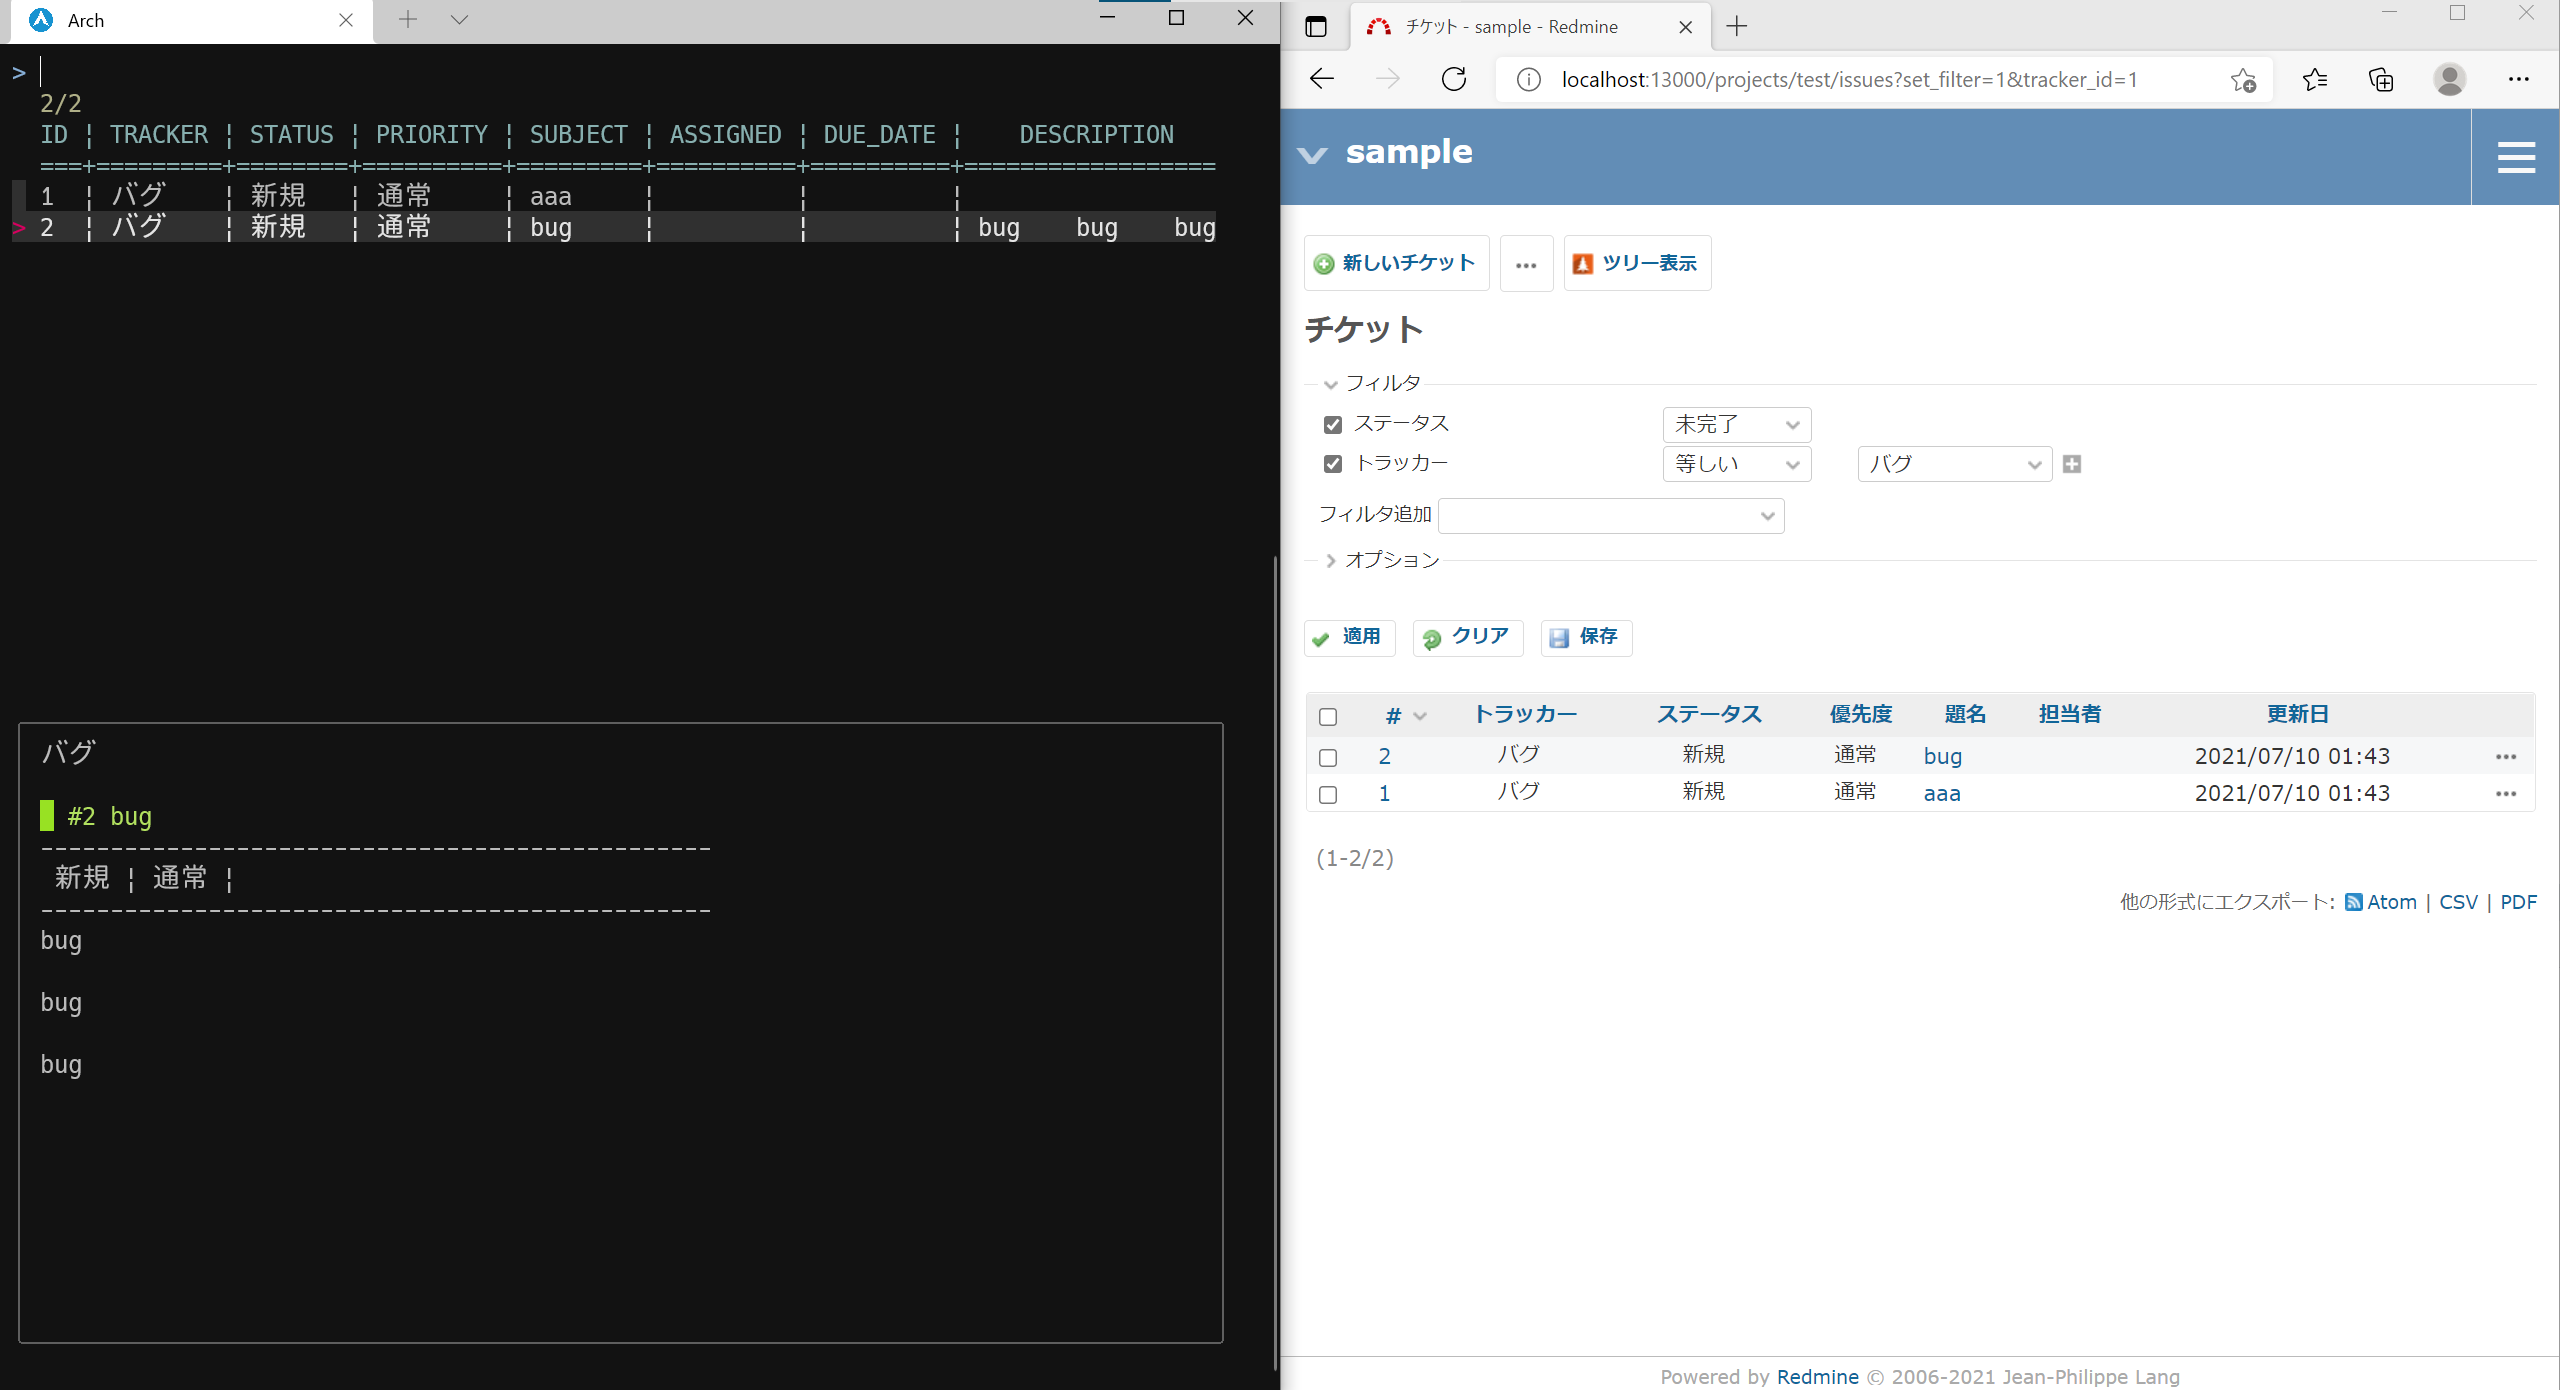 Arch
>
2/2
ID ¦ TRACKER ¦ STATUS ¦ PRIORITY ¦ SUBJECT ¦ ASSIGNED ¦ DUE_DATE ¦ DESCRIPTION
===+=========+========+==========+=========+==========+==========+==================
1 ¦ バグ ¦ 新規 ¦ 通常 ¦ aaa ¦ ¦ ¦
> 2 ¦ バグ ¦ 新規 ¦ 通常 ¦ bug ¦ ¦ ¦ bug bug bug
バグ
#2 bug
------------------------------------------------
新規 ¦ 通常 ¦
------------------------------------------------
bug
bug
bug
チケット - sample - Redmine
localhost:13000/projects/test/issues?set_filter=1&tracker_id=1
sample
新しいチケット ... ツリー表示
チケット
フィルタ
ステータス 未完了
トラッカー 等しい バグ
フィルタ追加
オプション
適用 クリア 保存
# トラッカー ステータス 優先度 題名 担当者 更新日
2 バグ 新規 通常 bug 2021/07/10 01:43 ...
1 バグ 新規 通常 aaa 2021/07/10 01:43 ...
(1-2/2)
他の形式にエクスポート: Atom | CSV | PDF
Powered by Redmine © 2006-2021 Jean-Philippe Lang